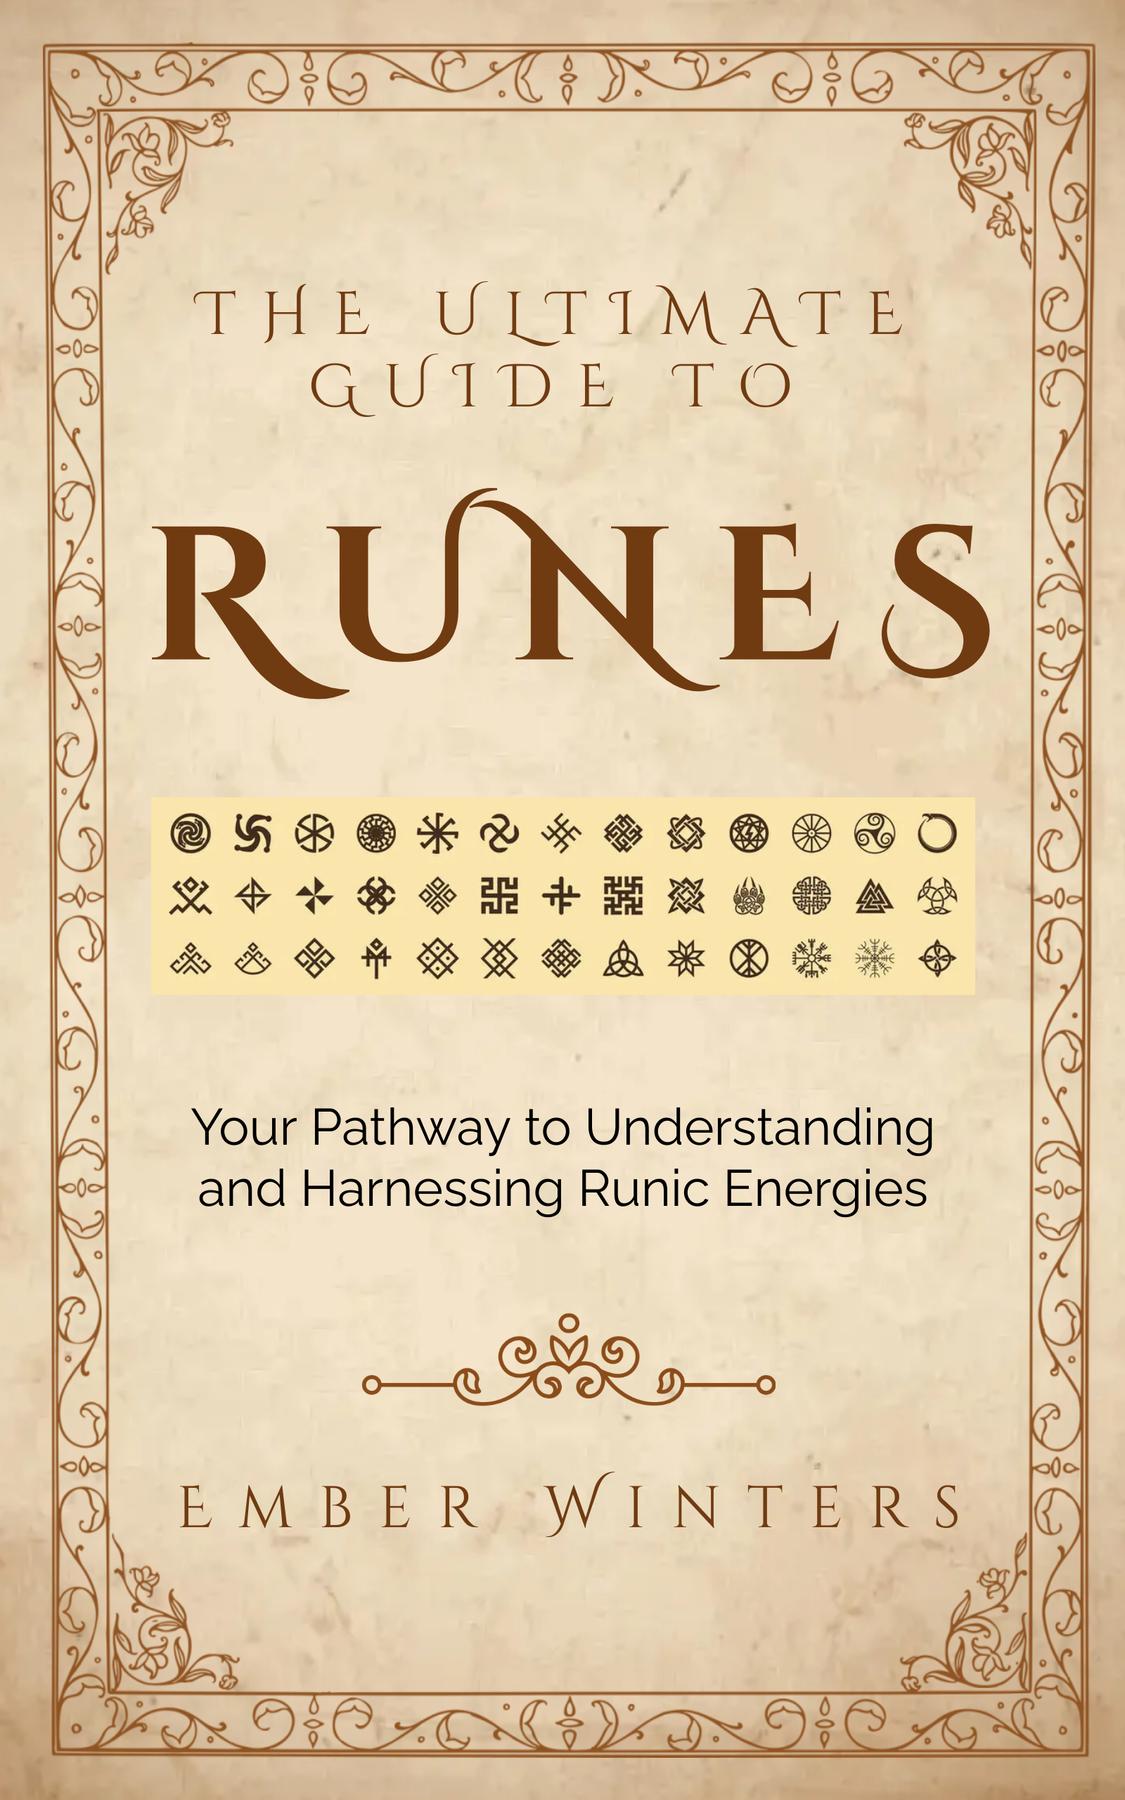 THE ULTIMATE
GUIDE TO
RUNES
Your Pathway to Understanding
and Harnessing Runic Energies
EMBER WINTERS